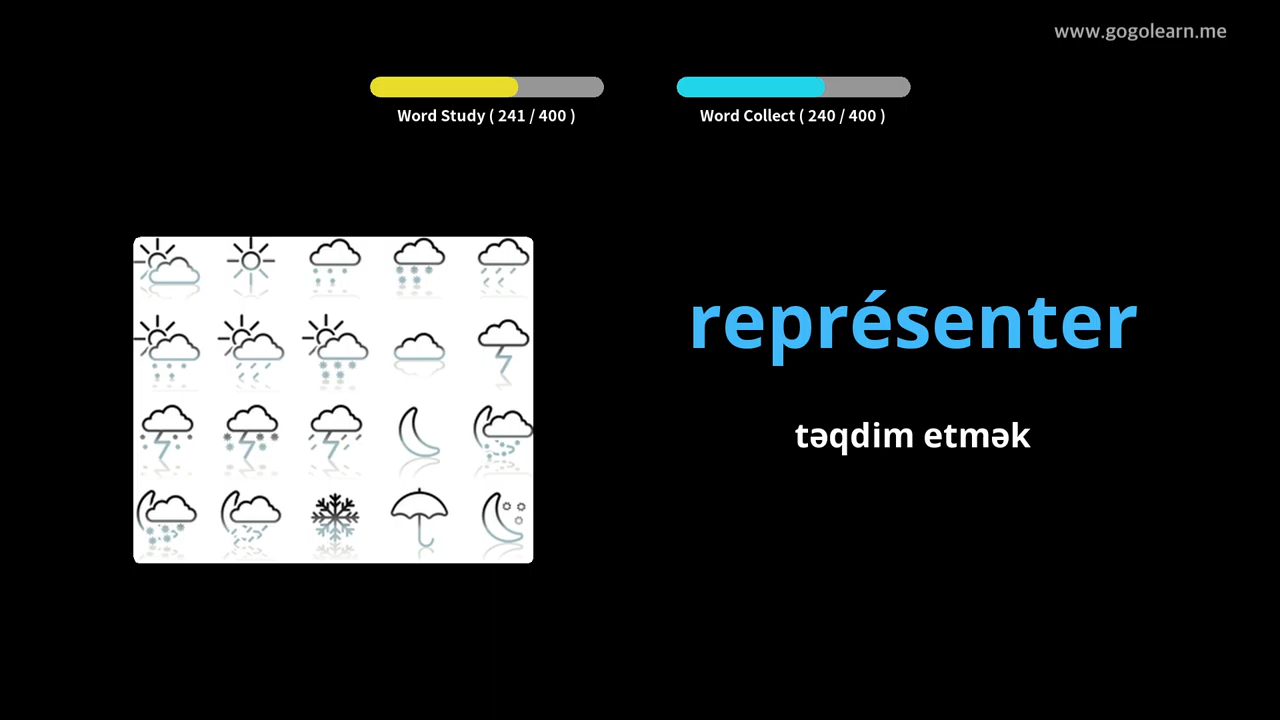 www.gogolearn.me
Word Study ( 241 / 400 )
Word Collect ( 240 / 400 )
représenter
təqdim etmək